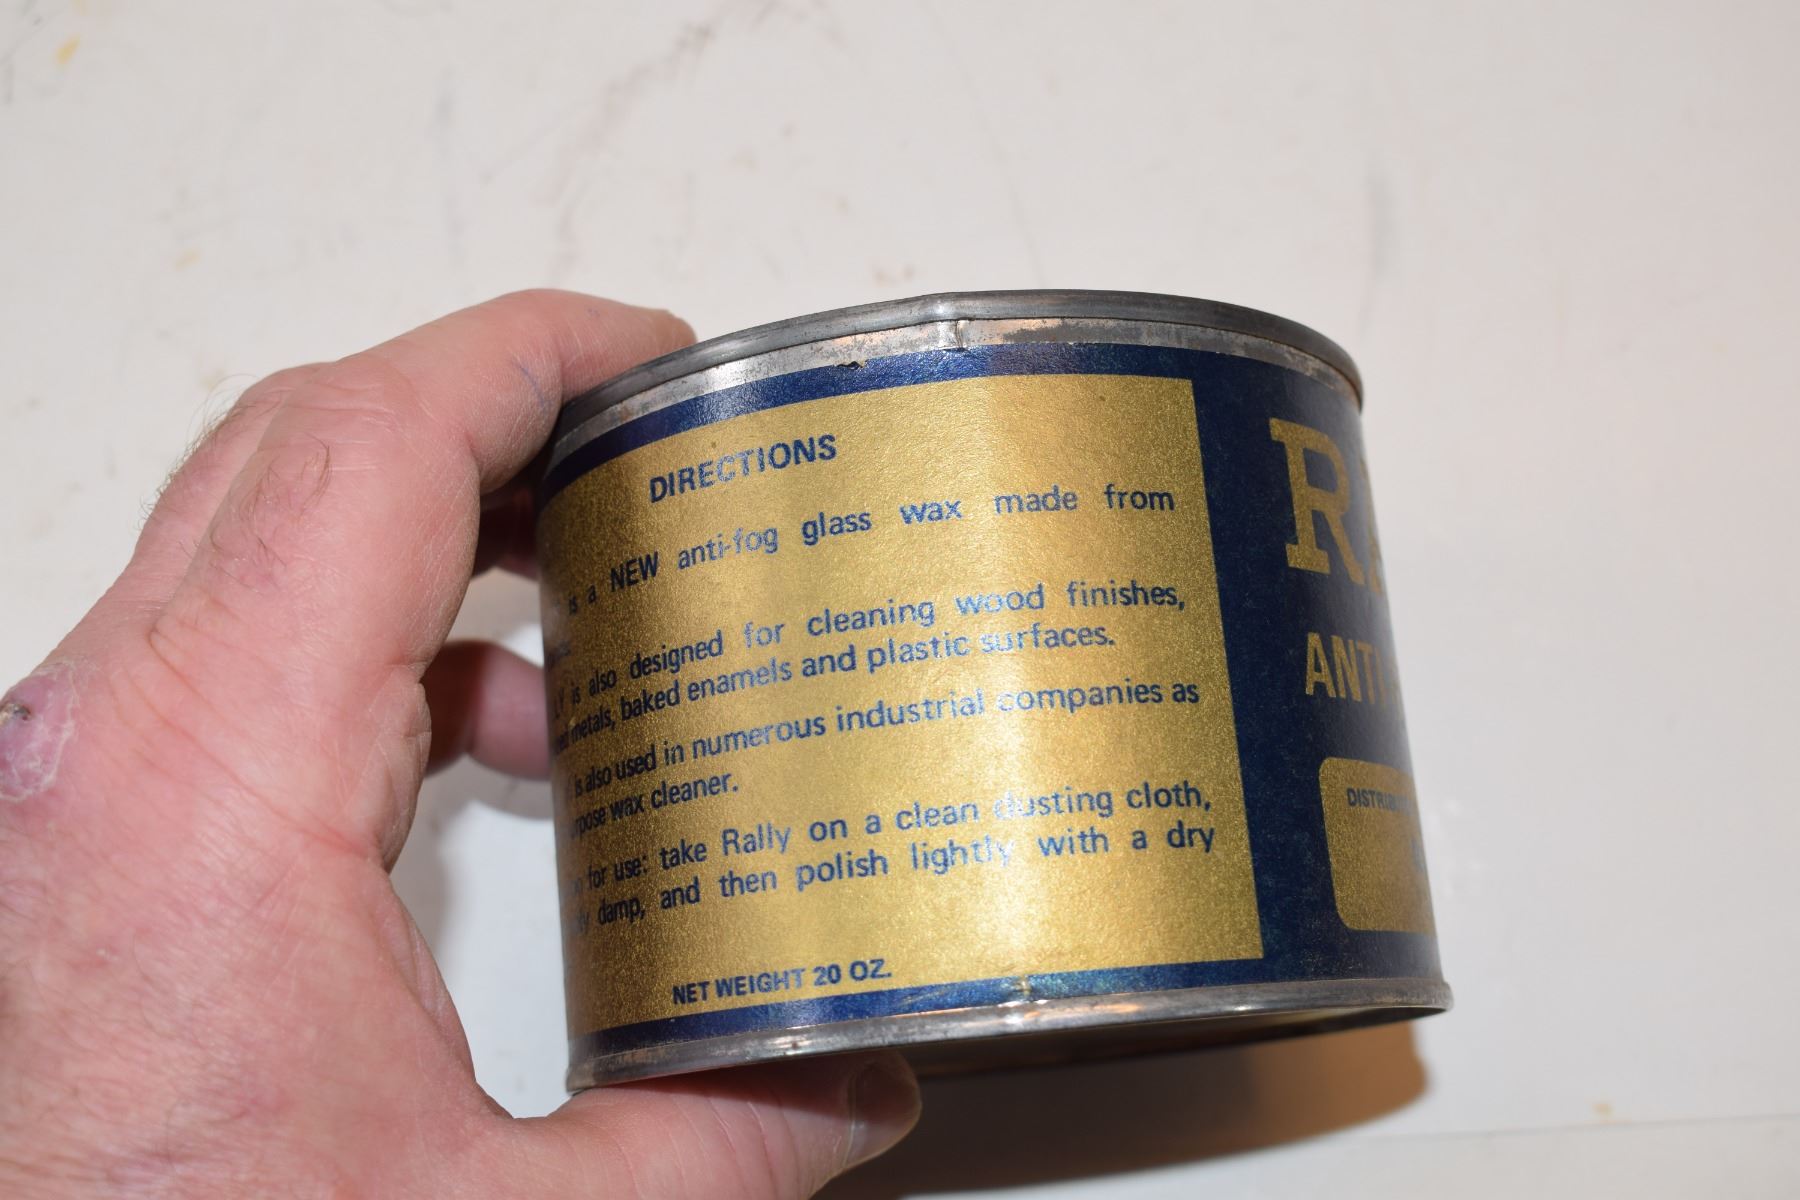 DIRECTIONS
is a NEW anti-fog glass wax made from
is also designed for cleaning wood finishes,
metals, baked enamels and plastic surfaces.
is also used in numerous industrial companies as
wax cleaner.
for use: take Rally on a clean dusting cloth,
damp, and then polish lightly with a dry
NET WEIGHT 20 OZ.
RA
ANTI